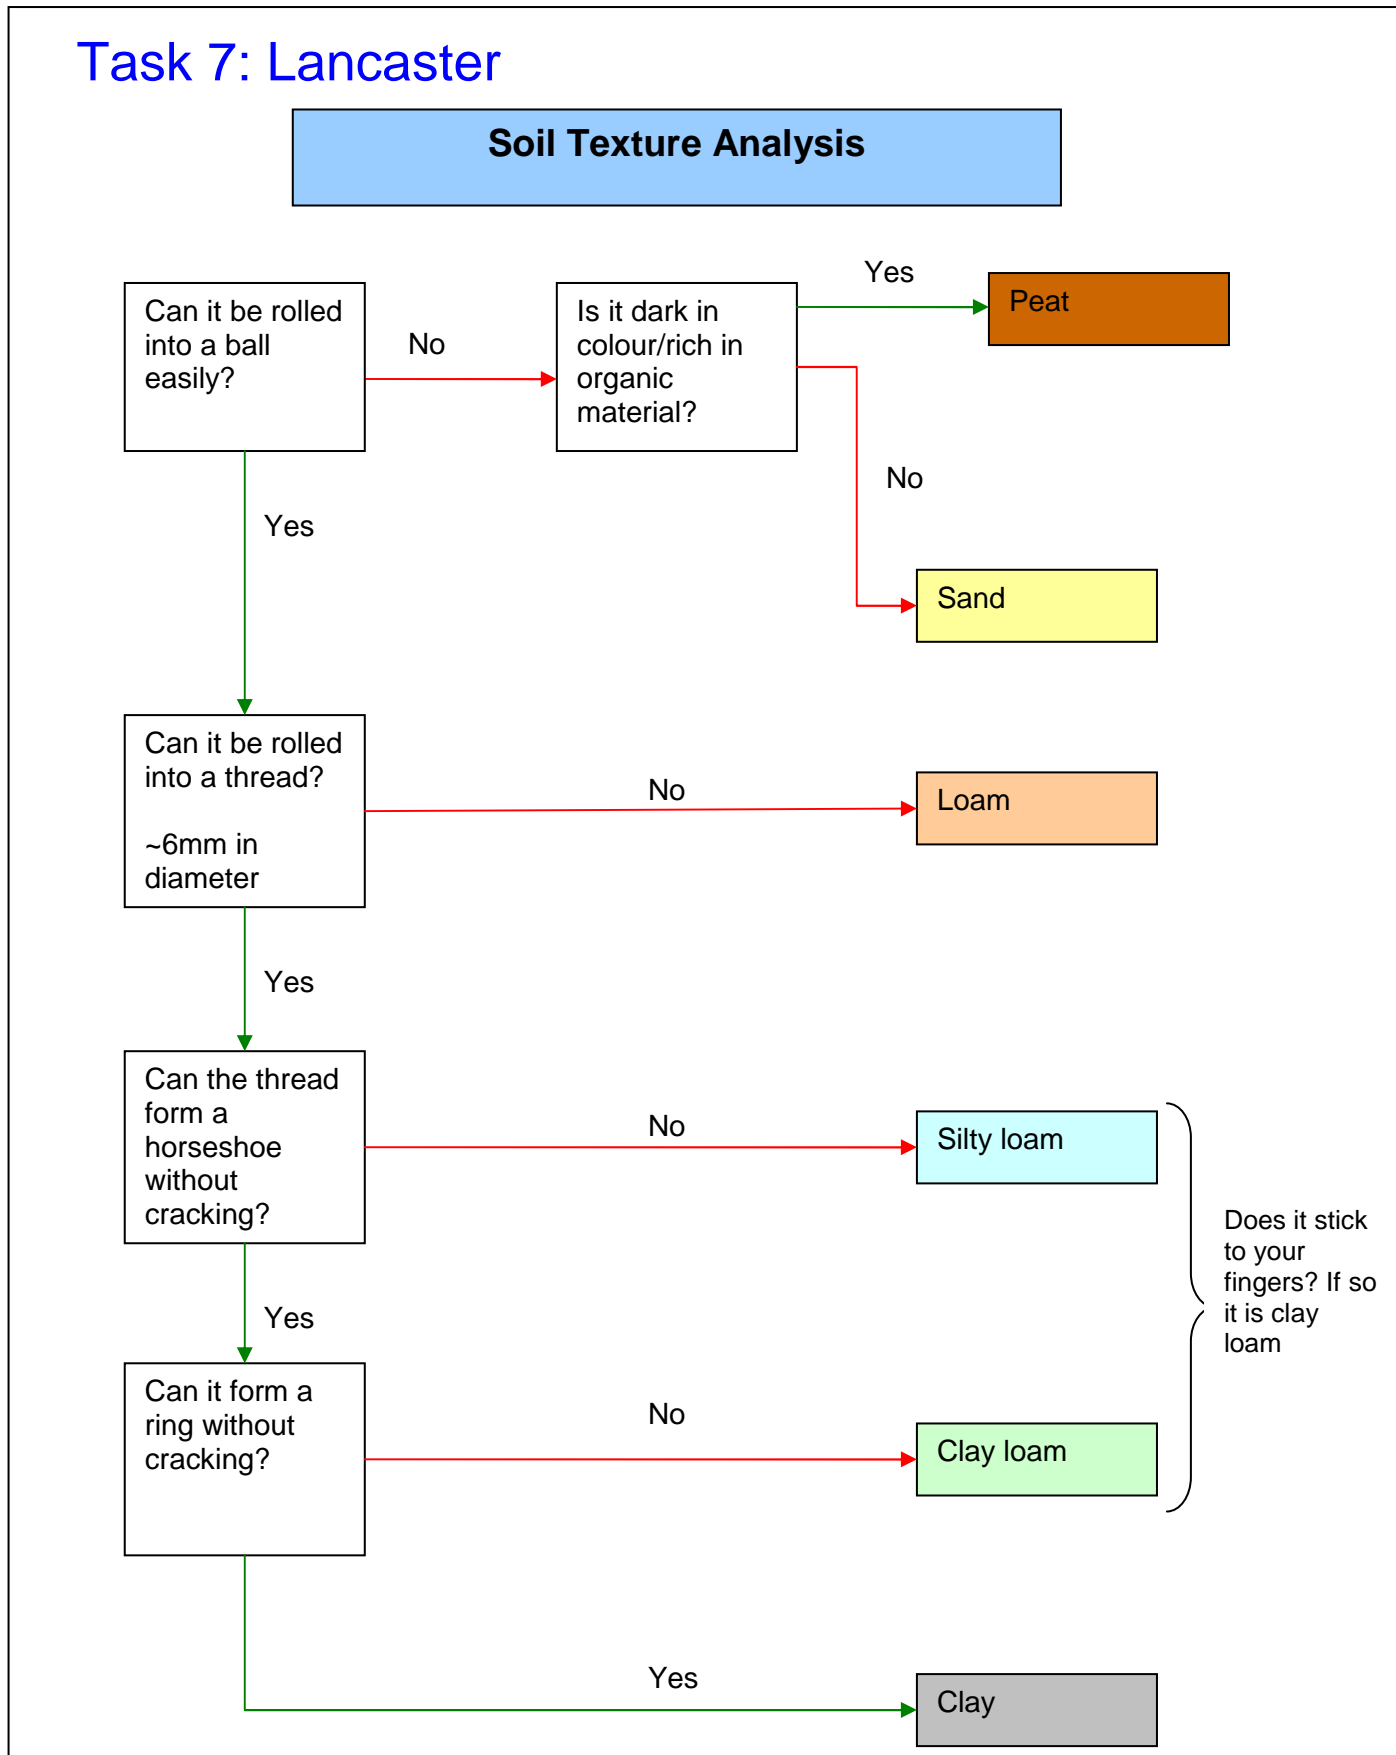 Task 7: Lancaster
Soil Texture Analysis
Can it be rolled
into a ball
easily?
No
Is it dark in
colour/rich in
organic
material?
Yes
Peat
No
Sand
Yes
Can it be rolled
into a thread?
~6mm in
diameter
No
Loam
Yes
Can the thread
form a
horseshoe
without
cracking?
No
Silty loam
Does it stick
to your
fingers? If so
it is clay
loam
Yes
Can it form a
ring without
cracking?
No
Clay loam
Yes
Clay